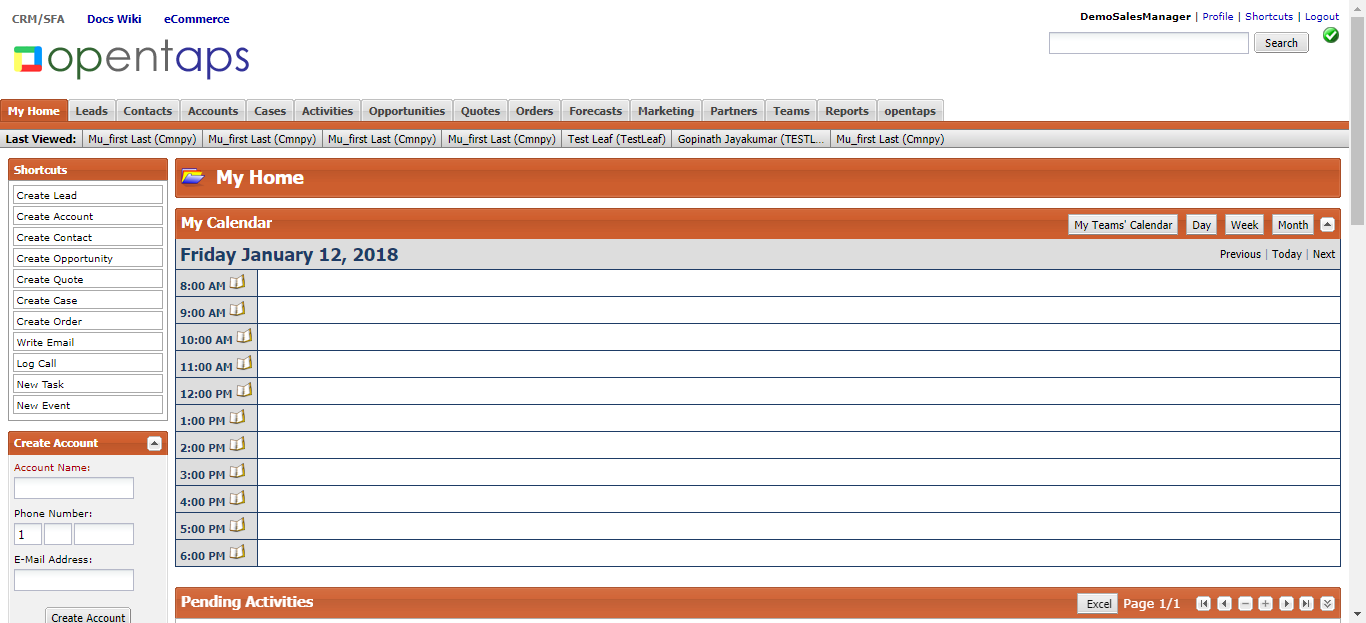 CRM/SFA Docs Wiki eCommerce
DemoSalesManager | Profile | Shortcuts | Logout
opentaps
Search
My Home Leads Contacts Accounts Cases Activities Opportunities Quotes Orders Forecasts Marketing Partners Teams Reports opentaps
Last Viewed: Mu_first Last (Cmnpy) Mu_first Last (Cmnpy) Mu_first Last (Cmnpy) Mu_first Last (Cmnpy) Test Leaf (TestLeaf) Gopinath Jayakumar (TESTL... Mu_first Last (Cmnpy)
Shortcuts
Create Lead
Create Account
Create Contact
Create Opportunity
Create Quote
Create Case
Create Order
Write Email
Log Call
New Task
New Event
Create Account
Account Name:
Phone Number:
1
E-Mail Address:
Create Account
My Home
My Calendar
My Teams' Calendar Day Week Month
Friday January 12, 2018
Previous | Today | Next
8:00 AM
9:00 AM
10:00 AM
11:00 AM
12:00 PM
1:00 PM
2:00 PM
3:00 PM
4:00 PM
5:00 PM
6:00 PM
Pending Activities
Excel Page 1/1